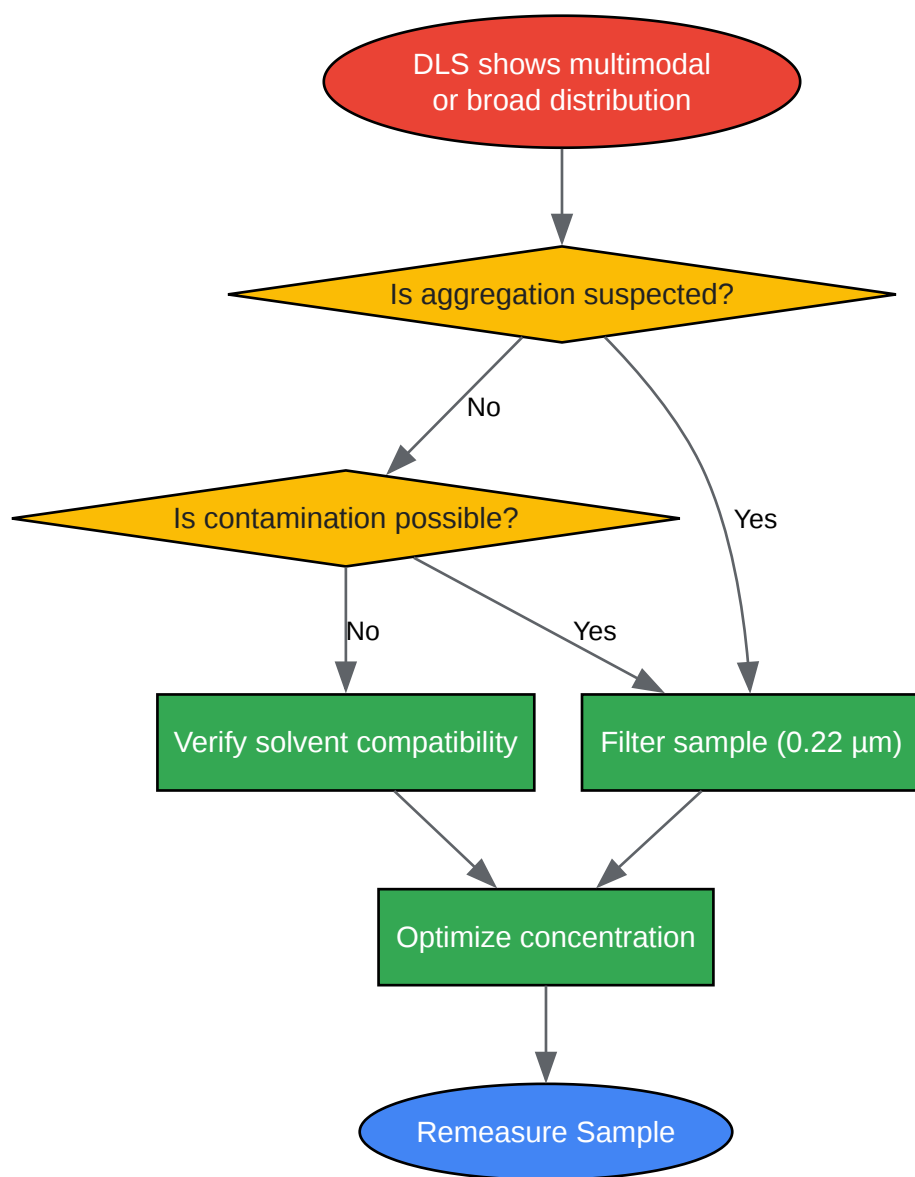 DLS shows multimodal
or broad distribution
Is aggregation suspected?
No
Yes
Is contamination possible?
No
Yes
Verify solvent compatibility
Filter sample (0.22 µm)
Optimize concentration
Remeasure Sample